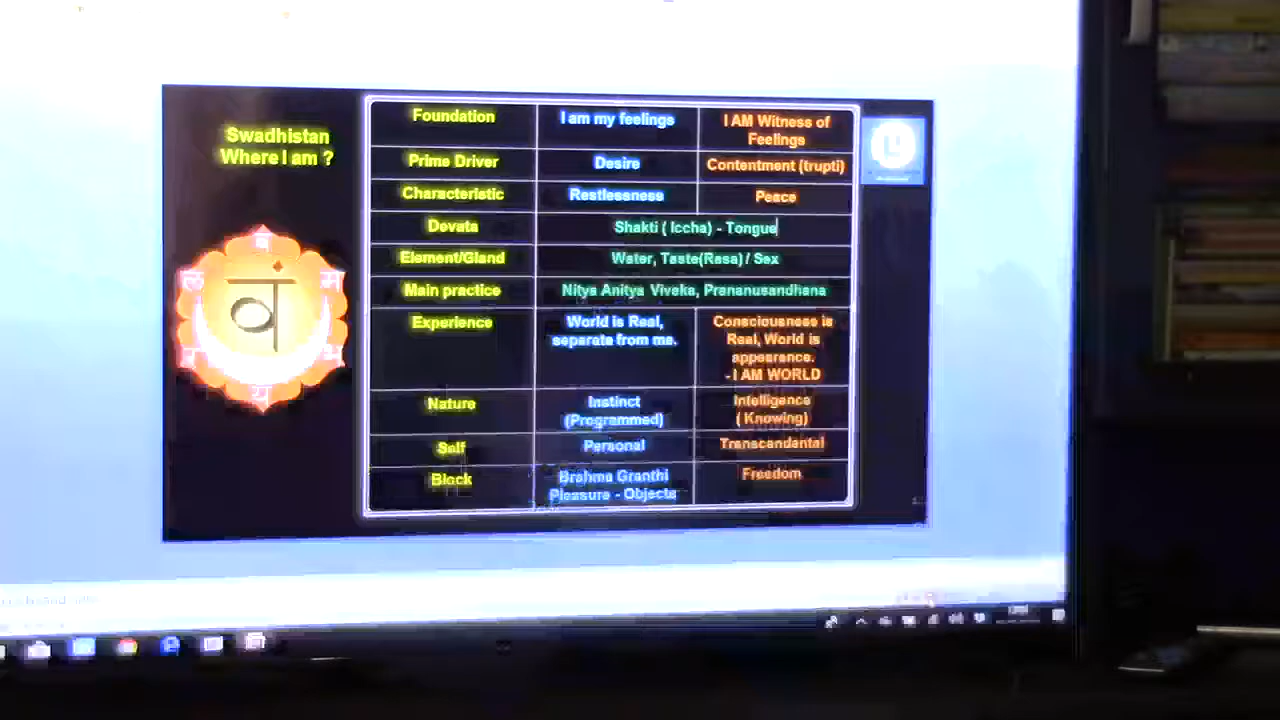 Swadhistan
Where I am ?
Foundation
I am my feelings
I AM Witness of
Feelings
Prime Driver
Desire
Contentment (trupti)
Characteristic
Restlessness
Peace
Devata
Shakti ( Iccha) - Tongue
Element/Gland
Water, Taste(Rasa) / Sex
Main practice
Nitya Anitya Viveka, Prananusandhana
Experience
World is Real,
separate from me.
Consciousness is
Real, World is
appearance.
- I AM WORLD
Nature
Instinct
(Programmed)
Intelligence
( Knowing)
Self
Personal
Transcendental
Block
Brahma Granthi
Pleasure - Objects
Freedom
वं